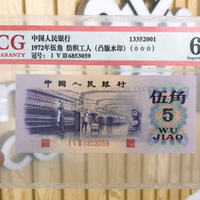 CG
中国人民银行 13352001
1972年伍角 纺织工人(凸版水印) (☆☆☆)
冠号: I V III 6853059
6
中国人民银行
I V III 6853059
伍角
5
WU
JIAO